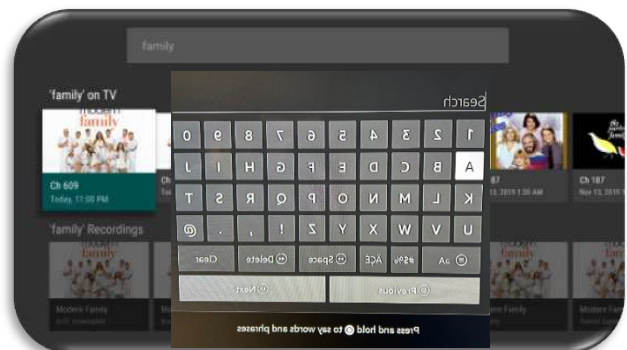 family
'family' on TV
modern family
Ch 609
Today, 11:00 PM
Ch 187
Nov 13, 2019
Search
1 2 3 4 5 6 7 8 9 0
A B C D E F G H I J
K L M N O P Q R S T
U V W X Y Z ! , . @
aA #$% ÄÇÉ Space Delete Clear
Previous Next
Press and hold to say words and phrases
'family' Recordings
Modern Family